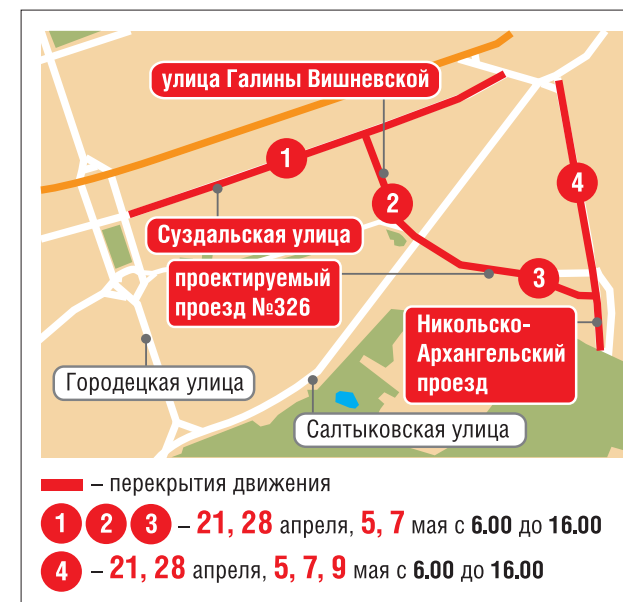 улица Галины Вишневской
1
4
2
Суздальская улица
проектируемый
проезд №326
3
Никольско-
Архангельский
проезд
Городецкая улица
Салтыковская улица
– перекрытия движения
1 2 3 – 21, 28 апреля, 5, 7 мая с 6.00 до 16.00
4 – 21, 28 апреля, 5, 7, 9 мая с 6.00 до 16.00